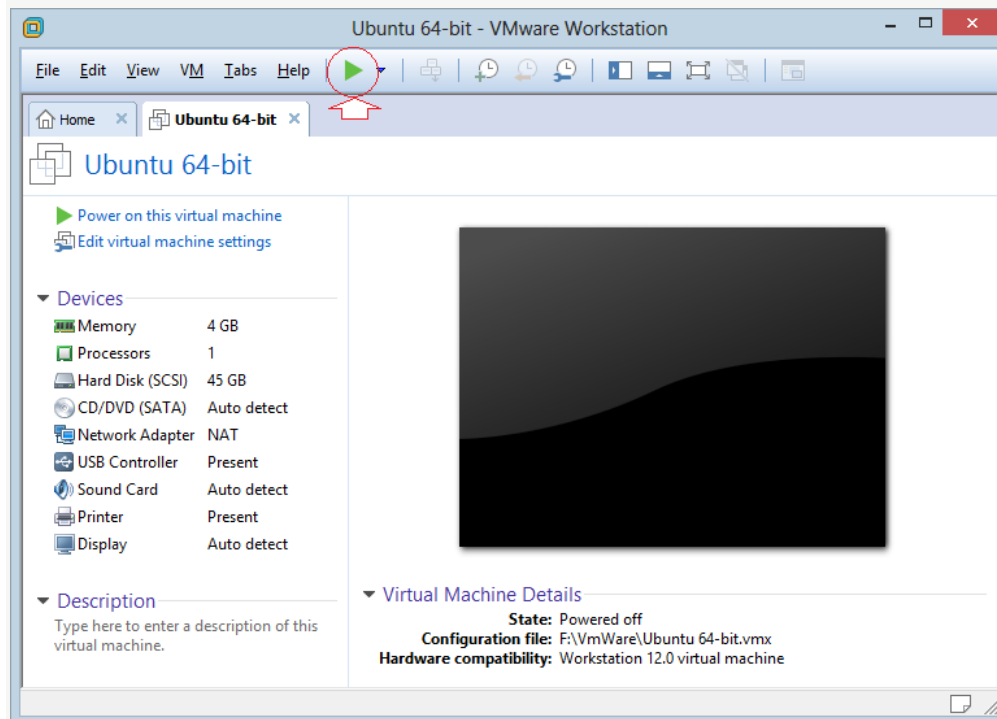 Ubuntu 64-bit - VMware Workstation
File Edit View VM Tabs Help
Home Ubuntu 64-bit
Ubuntu 64-bit
Power on this virtual machine
Edit virtual machine settings
Devices
Memory 4 GB
Processors 1
Hard Disk (SCSI) 45 GB
CD/DVD (SATA) Auto detect
Network Adapter NAT
USB Controller Present
Sound Card Auto detect
Printer Present
Display Auto detect
Description
Type here to enter a description of this
virtual machine.
Virtual Machine Details
State: Powered off
Configuration file: F:\VmWare\Ubuntu 64-bit.vmx
Hardware compatibility: Workstation 12.0 virtual machine